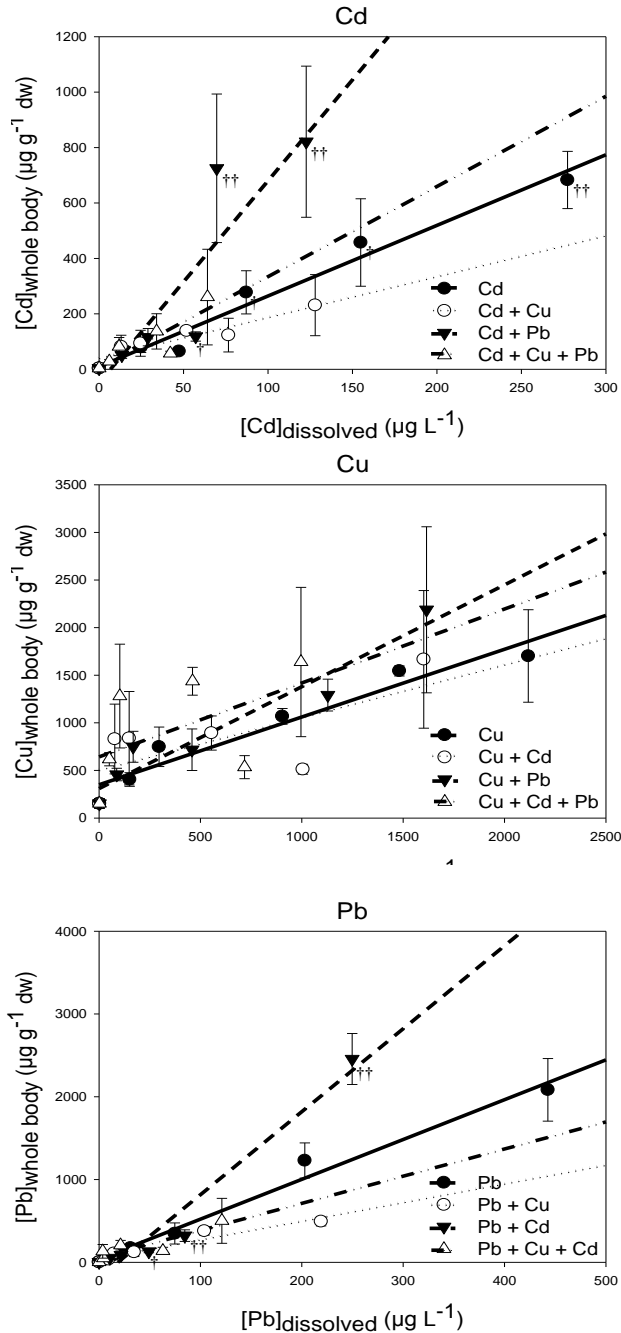 Cd
1200
1000
800
600
400
200
0
[Cd]whole body (µg g-1 dw)
††
††
††
†
†
†
Cd
Cd + Cu
Cd + Pb
Cd + Cu + Pb
0 50 100 150 200 250 300
[Cd]dissolved (µg L-1)
Cu
3500
3000
2500
2000
1500
1000
500
0
[Cu]whole body (µg g-1 dw)
Cu
Cu + Cd
Cu + Pb
Cu + Cd + Pb
0 500 1000 1500 2000 2500
Pb
4000
3000
2000
1000
0
[Pb]whole body (µg g-1 dw)
††
††
†
Pb
Pb + Cu
Pb + Cd
Pb + Cu + Cd
0 100 200 300 400 500
[Pb]dissolved (µg L-1)